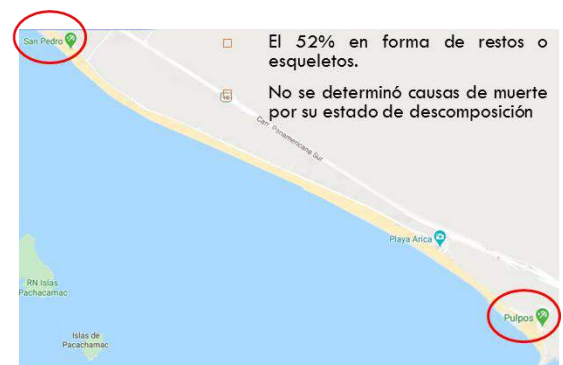 San Pedro
El 52% en forma de restos o
esqueletos.
No se determinó causas de muerte
por su estado de descomposición
Carr. Panamericana Sur
Playa Arica
RN Islas
Pachacamac
Pulpos
Islas de
Pacachamac